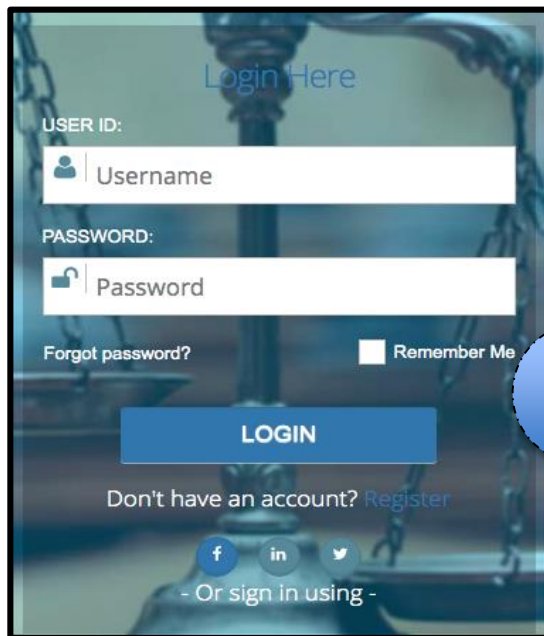 Login Here
USER ID:
Username
PASSWORD:
Password
Forgot password? Remember Me
LOGIN
Don't have an account? Register
f in
- Or sign in using -